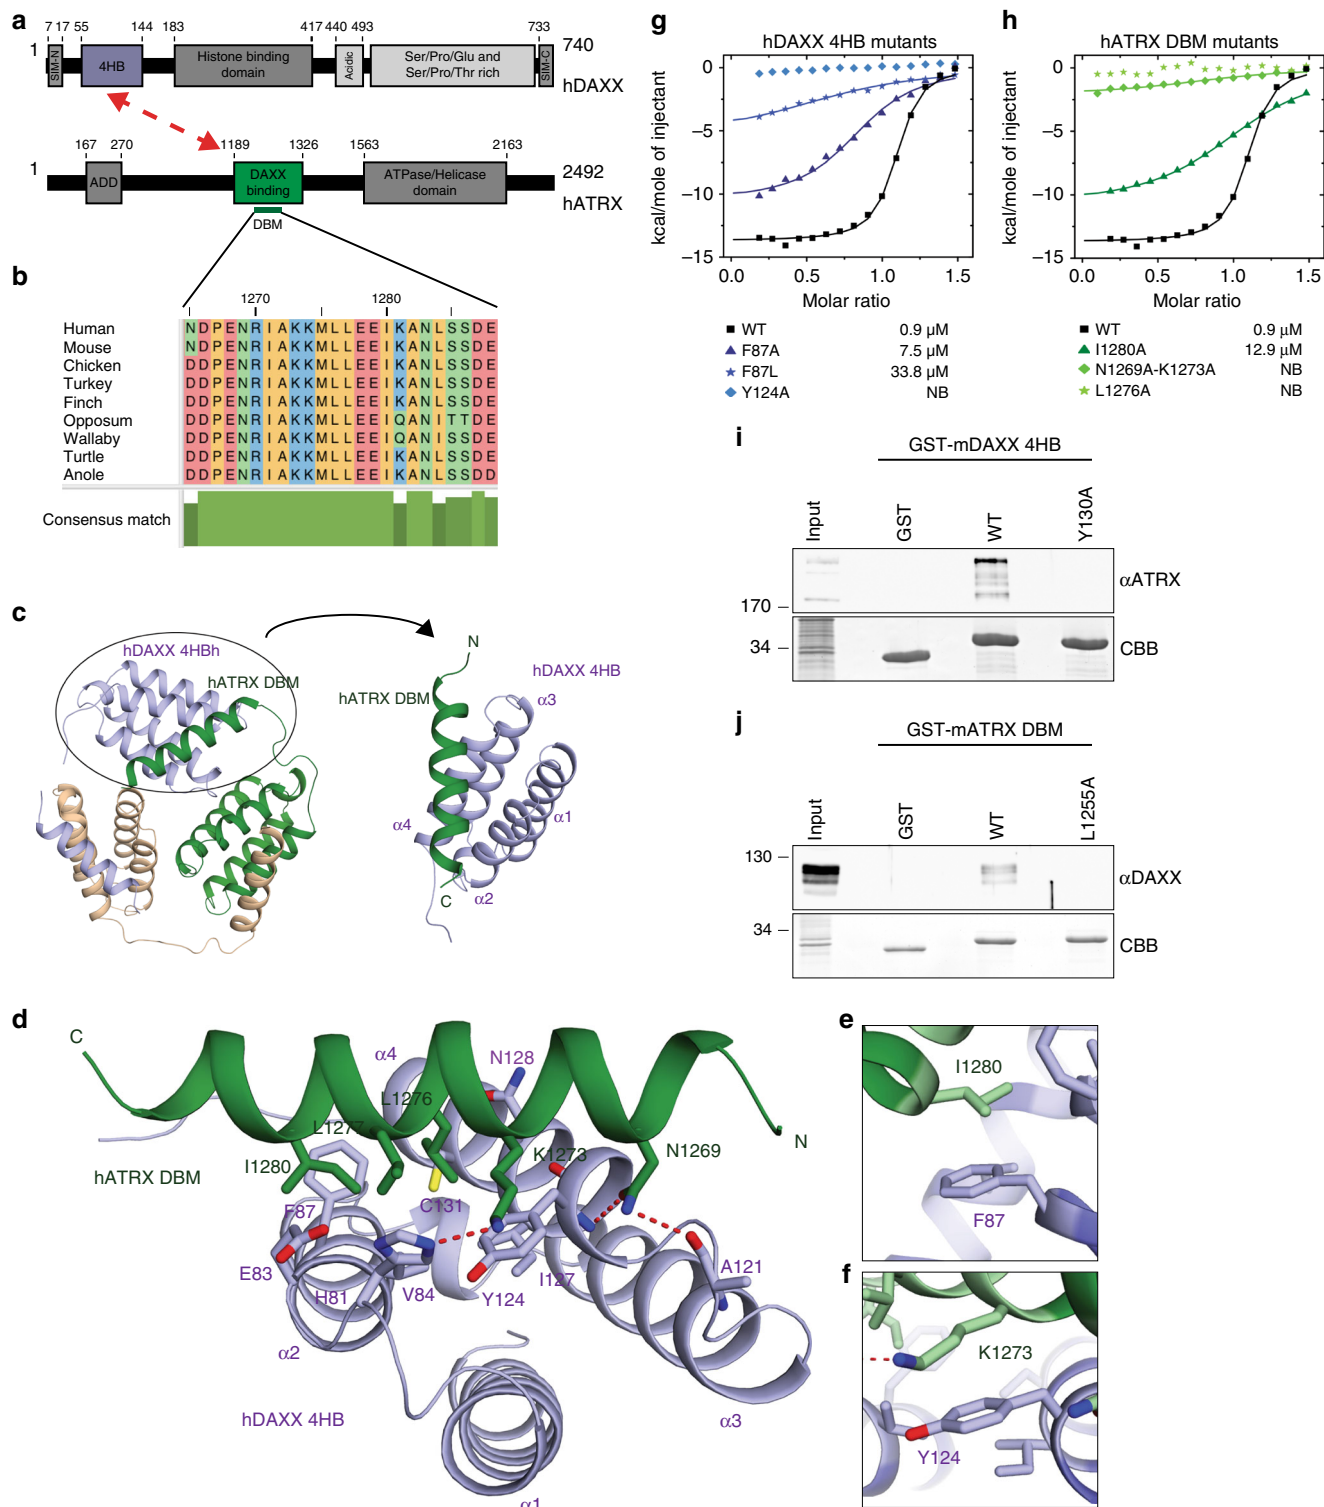 a
7 17 55 144 183 417 440 493 733
1 SIM-N 4HB Histone binding domain Acidic Ser/Pro/Glu and Ser/Pro/Thr rich SIM-C 740
hDAXX
167 270 1189 1326 1563 2163
1 ADD DAXX binding ATPase/Helicase domain 2492
hATRX
DBM
b
1270 1280
Human NDPENRIAKKMLLEEIKANLSSDE
Mouse NDPENRIAKKMLLEEIKANLSSDE
Chicken DDPENRIAKKMLLEEIKANLSSDE
Turkey DDPENRIAKKMLLEEIKANLSSDE
Finch DDPENRIAKKMLLEEIKANLSSDE
Opposum DDPENRIAKKMLLEEIQANITTDE
Wallaby DDPENRIAKKMLLEEIQANISSDE
Turtle DDPENRIAKKMLLEEIKANLSSDE
Anole DDPENRIAKKMLLEEIKANLSSDD
Consensus match
c
hDAXX 4HBh
hATRX DBM
N
hDAXX 4HB
hATRX DBM
α3
α4
α1
C
α2
d
C
α4
N128
L1276
L1277
K1273
N1269
N
I1280
hATRX DBM
F87
C131
E83
H81
V84
Y124
I127
A121
α2
hDAXX 4HB
α3
α1
e
I1280
F87
f
K1273
Y124
g
hDAXX 4HB mutants
0
−5
−10
−15
kcal/mole of injectant
0.0 0.5 1.0 1.5
Molar ratio
WT 0.9 µM
F87A 7.5 µM
F87L 33.8 µM
Y124A NB
h
hATRX DBM mutants
0
−5
−10
−15
kcal/mole of injectant
0.0 0.5 1.0 1.5
Molar ratio
WT 0.9 µM
I1280A 12.9 µM
N1269A-K1273A NB
L1276A NB
i
GST-mDAXX 4HB
Input GST WT Y130A
αATRX
170
34
CBB
j
GST-mATRX DBM
Input GST WT L1255A
130
αDAXX
34
CBB